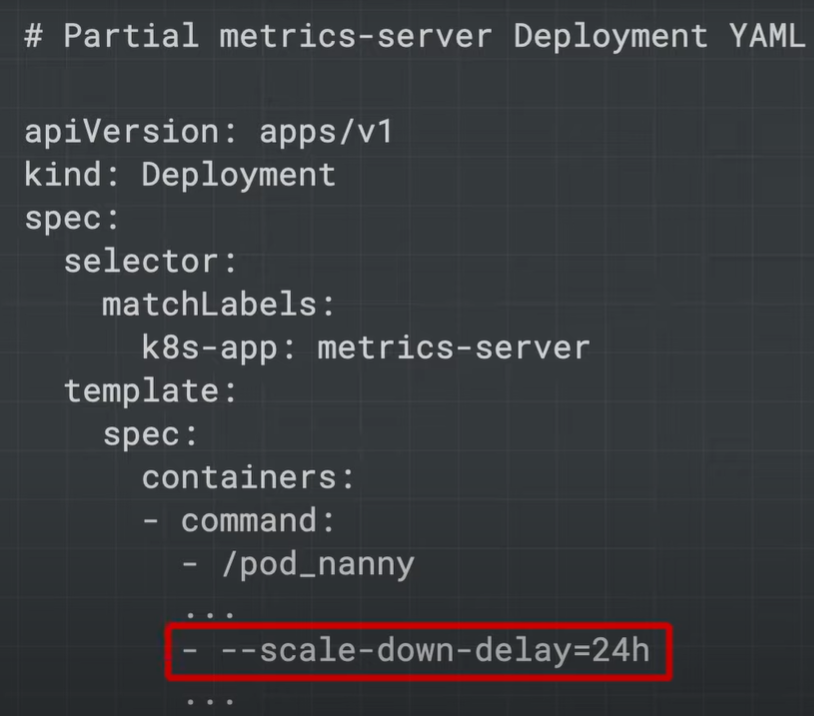 # Partial metrics-server Deployment YAML
apiVersion: apps/v1
kind: Deployment
spec:
  selector:
    matchLabels:
      k8s-app: metrics-server
  template:
    spec:
      containers:
      - command:
        - /pod_nanny
        ...
        - --scale-down-delay=24h
        ...